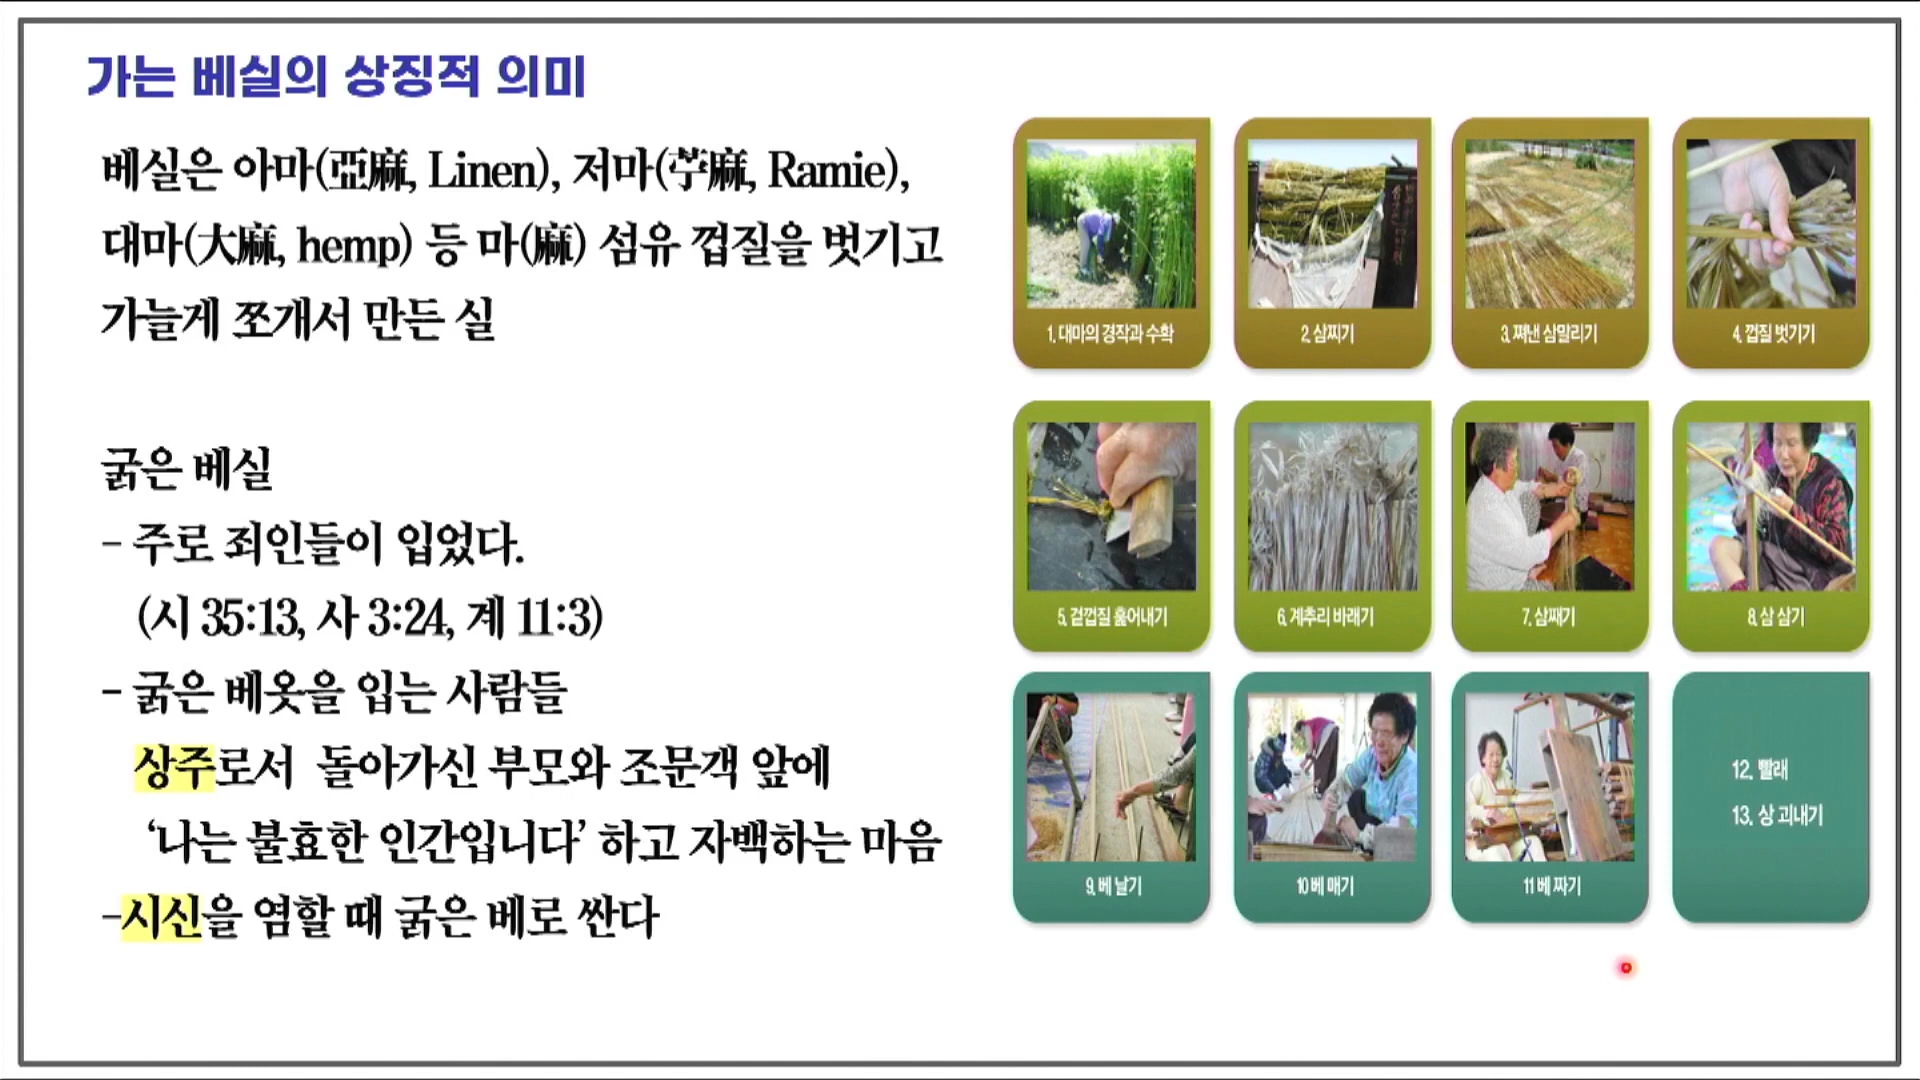 가는 베실의 상징적 의미
베실은 아마(亞麻, Linen), 저마(苧麻, Ramie),
대마(大麻, hemp) 등 마(麻) 섬유 껍질을 벗기고
가늘게 쪼개서 만든 실
굵은 베실
- 주로 죄인들이 입었다.
(시 35:13, 사 3:24, 계 11:3)
- 굵은 베옷을 입는 사람들
상주로서 돌아가신 부모와 조문객 앞에
‘나는 불효한 인간입니다’ 하고 자백하는 마음
-시신을 염할 때 굵은 베로 싼다
1. 대마의 경작과 수확
2. 삼찌기
3. 쪄낸 삼말리기
4. 껍질 벗기기
5. 겉껍질 훑어내기
6. 계추리 바래기
7. 삼째기
8. 삼 삼기
9. 베 날기
10 베 매기
11 베 짜기
12. 빨래
13. 상 괴내기